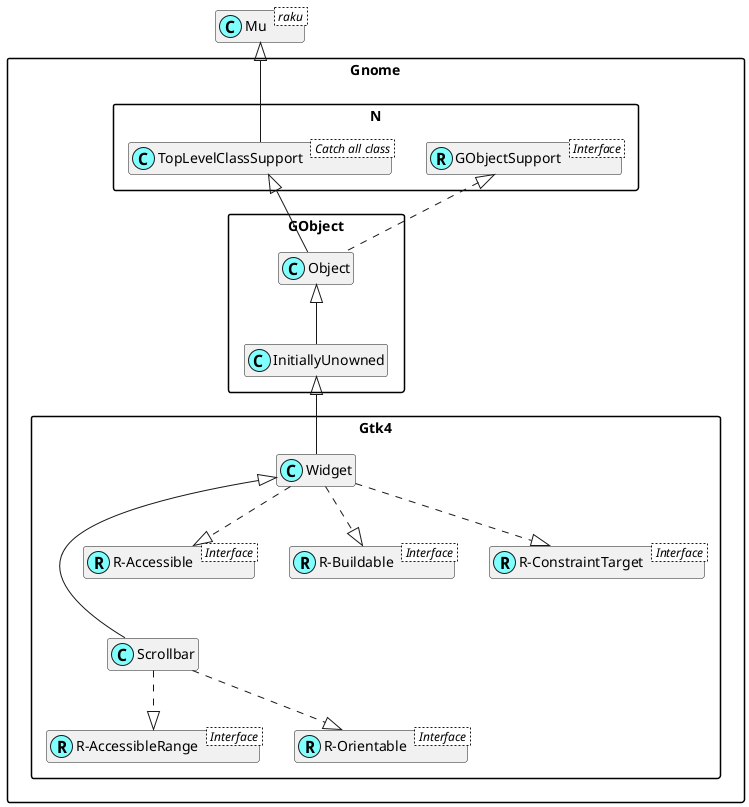 C Mu raku
Gnome
N
C TopLevelClassSupport Catch all class
R GObjectSupport Interface
GObject
C Object
C InitiallyUnowned
Gtk4
C Widget
R R-Accessible Interface
R R-Buildable Interface
R R-ConstraintTarget Interface
C Scrollbar
R R-AccessibleRange Interface
R R-Orientable Interface